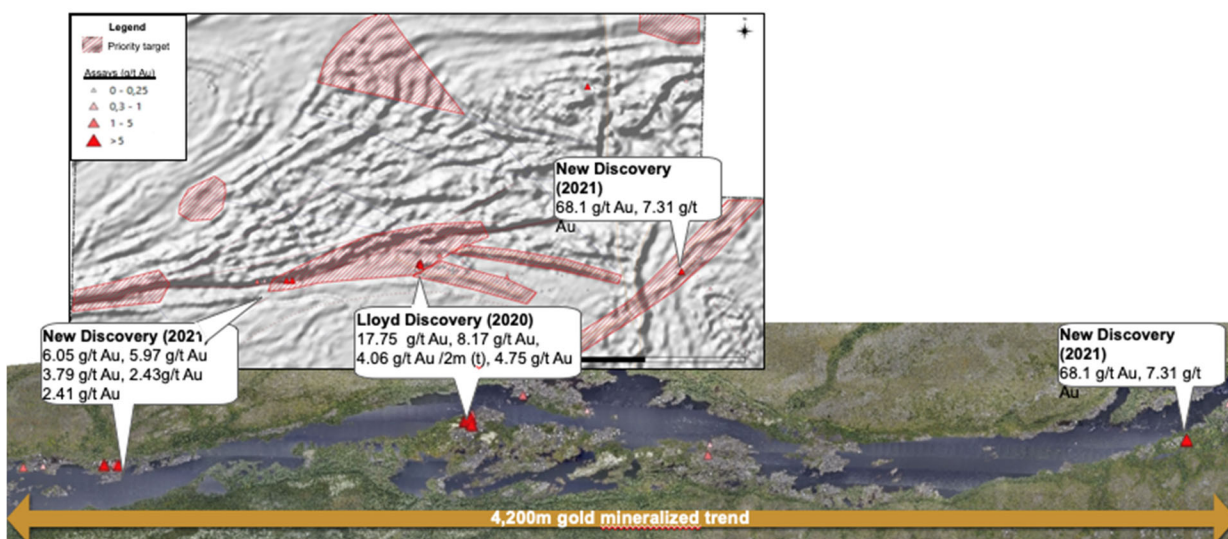 Legend
Priority target
Assays (g/t Au)
0 - 0,25
0,3 - 1
1 - 5
>5
New Discovery
(2021)
68.1 g/t Au, 7.31 g/t
Au
New Discovery (2021,
6.05 g/t Au, 5.97 g/t Au
3.79 g/t Au, 2.43g/t Au
2.41 g/t Au
Lloyd Discovery (2020)
17.75 g/t Au, 8.17 g/t Au,
4.06 g/t Au /2m (t), 4.75 g/t Au
New Discovery
(2021)
68.1 g/t Au, 7.31 g/t
Au
4,200m gold mineralized trend